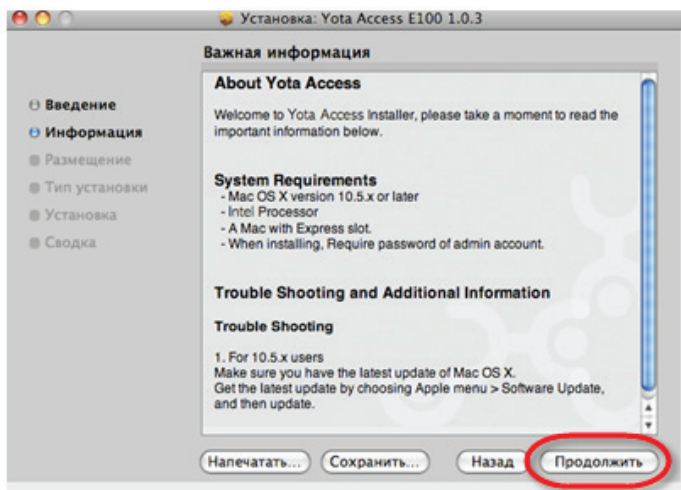 Установка: Yota Access E100 1.0.3
Важная информация
Введение
Информация
Размещение
Тип установки
Установка
Сводка
About Yota Access
Welcome to Yota Access Installer, please take a moment to read the
important information below.
System Requirements
- Mac OS X version 10.5.x or later
- Intel Processor
- A Mac with Express slot.
- When installing, Require password of admin account.
Trouble Shooting and Additional Information
Trouble Shooting
1. For 10.5.x users
Make sure you have the latest update of Mac OS X.
Get the latest update by choosing Apple menu > Software Update,
and then update.
Напечатать... Сохранить... Назад Продолжить